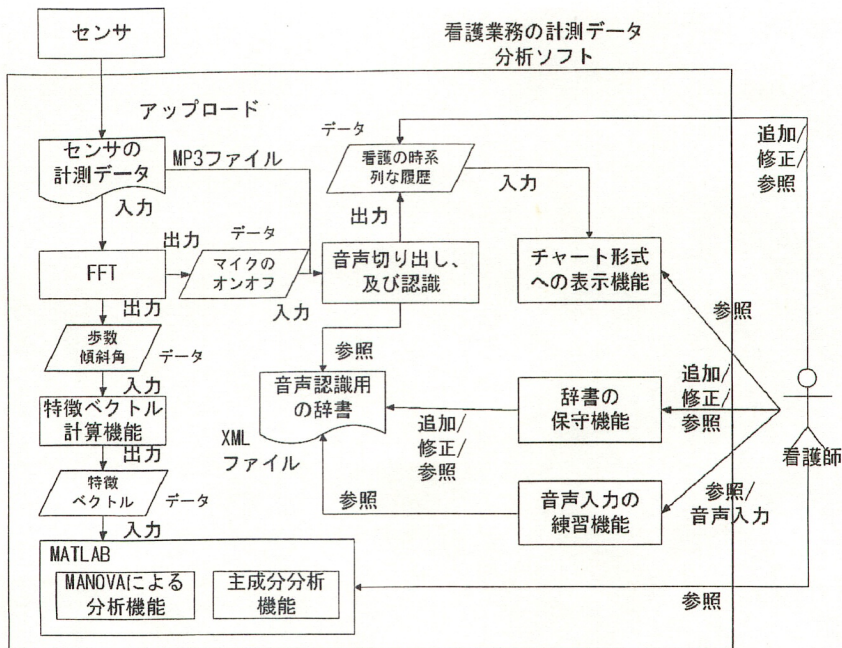 センサ
看護業務の計測データ
分析ソフト
アップロード
センサの
計測データ
MP3ファイル
データ
看護の時系
列な履歴
入力
追加/
修正/
参照
入力
出力
データ
出力
FFT
マイクの
オンオフ
入力
音声切り出し、
及び認識
チャート形式
への表示機能
出力
歩数
傾斜角
データ
参照
参照
入力
特徴ベクトル
計算機能
音声認識用
の辞書
XML
ファイル
追加/
修正/
参照
辞書の
保守機能
追加/
修正/
参照
看護師
出力
特徴
ベクトル
データ
参照
音声入力の
練習機能
参照/
音声入力
入力
MATLAB
MANOVAによる
分析機能
主成分分析
機能
参照